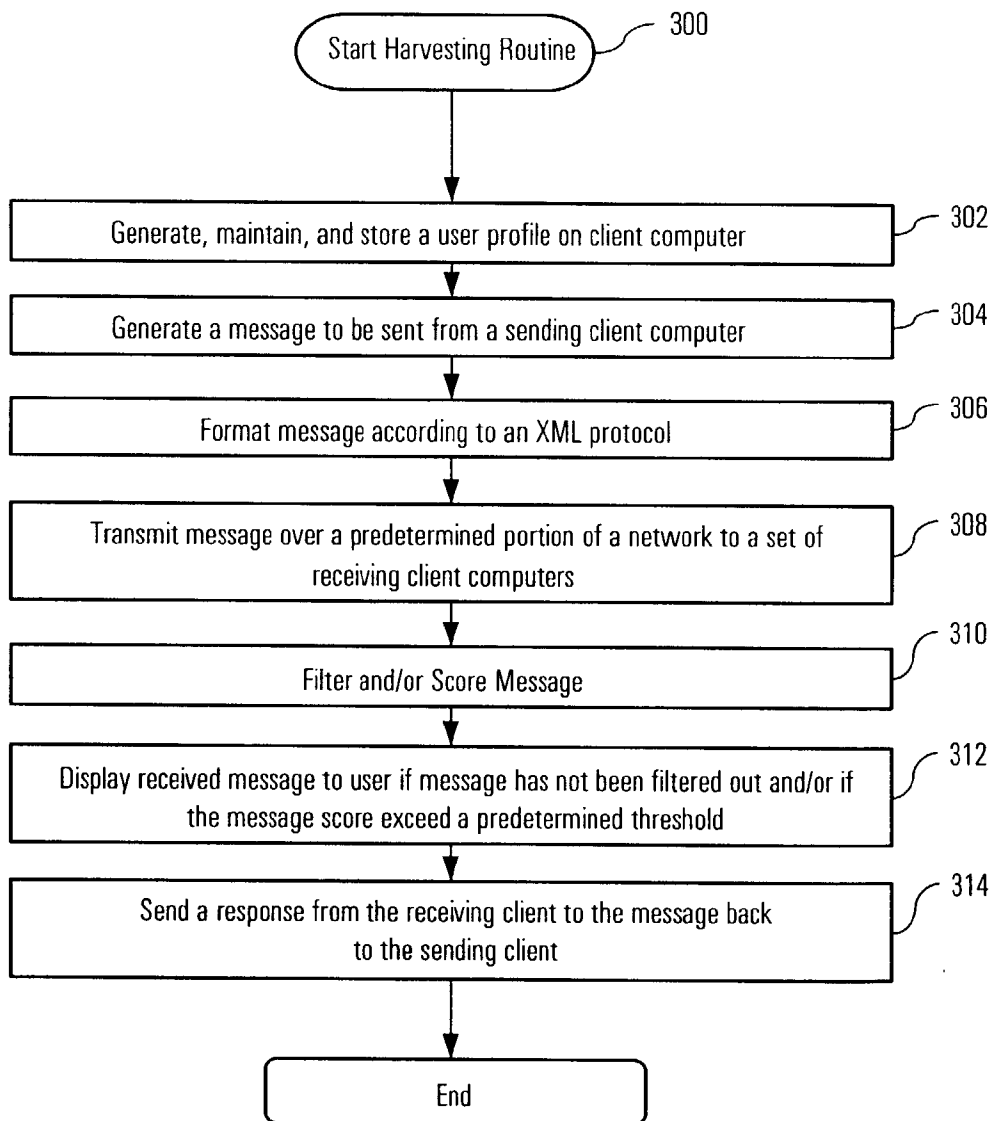 Start Harvesting Routine
300
Generate, maintain, and store a user profile on client computer
302
Generate a message to be sent from a sending client computer
304
Format message according to an XML protocol
306
Transmit message over a predetermined portion of a network to a set of
receiving client computers
308
Filter and/or Score Message
310
Display received message to user if message has not been filtered out and/or if
the message score exceed a predetermined threshold
312
Send a response from the receiving client to the message back
to the sending client
314
End